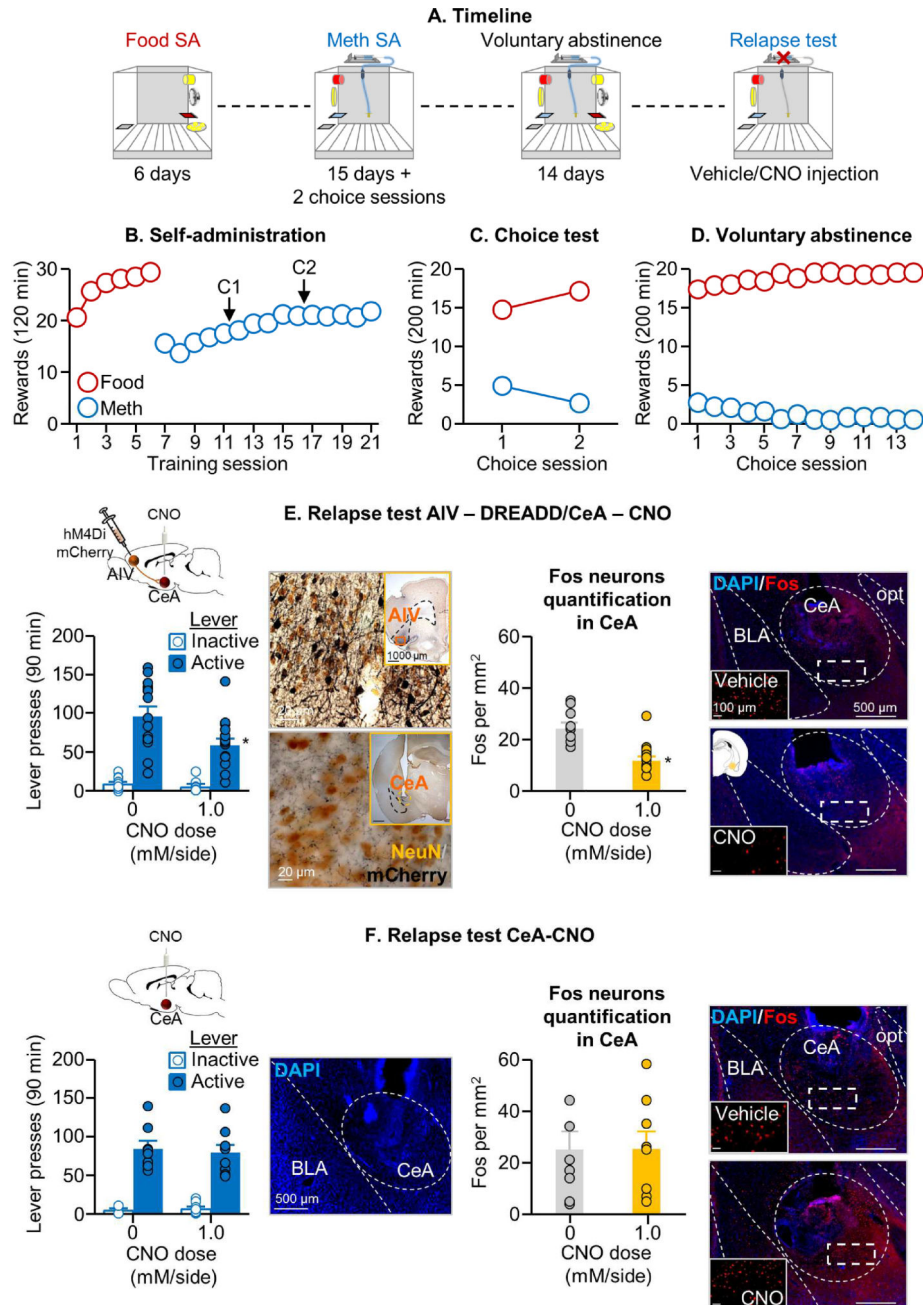 A. Timeline
Food SA
Meth SA
Voluntary abstinence
Relapse test
6 days
15 days +
2 choice sessions
14 days
Vehicle/CNO injection
B. Self-administration
Rewards (120 min)
30
20
10
0
C1
C2
Food
Meth
1 3 5 7 9 11 13 15 17 19 21
Training session
C. Choice test
Rewards (200 min)
20
15
10
5
0
1 2
Choice session
D. Voluntary abstinence
Rewards (200 min)
20
15
10
5
0
1 3 5 7 9 11 13
Choice session
E. Relapse test AIV – DREADD/CeA – CNO
CNO
hM4Di
mCherry
AIV
CeA
Lever
Inactive
Active
Lever presses (90 min)
200
150
100
50
0
*
0 1.0
CNO dose
(mM/side)
AIV
1000 µm
CeA
NeuN/
mCherry
20 µm
Fos neurons
quantification
in CeA
Fos per mm²
60
40
20
0
*
0 1.0
CNO dose
(mM/side)
DAPI/Fos
CeA
opt
BLA
Vehicle
100 µm
500 µm
CNO
F. Relapse test CeA-CNO
CNO
CeA
Lever
Inactive
Active
Lever presses (90 min)
200
150
100
50
0
0 1.0
CNO dose
(mM/side)
DAPI
BLA
CeA
500 µm
Fos neurons
quantification
in CeA
Fos per mm²
60
40
20
0
0 1.0
CNO dose
(mM/side)
DAPI/Fos
CeA
opt
BLA
Vehicle
CNO